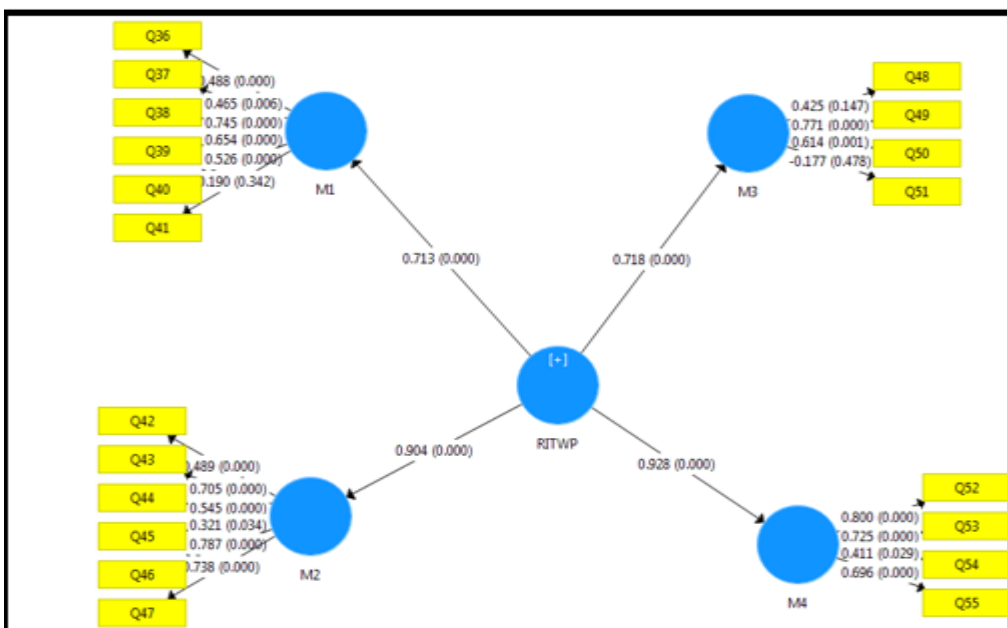 Q36
Q37
Q38
Q39
Q40
Q41
0.488 (0.000)
0.465 (0.006)
0.745 (0.000)
0.654 (0.000)
0.526 (0.000)
0.190 (0.342)
M1
Q48
Q49
Q50
Q51
0.425 (0.147)
0.771 (0.000)
0.614 (0.001)
-0.177 (0.478)
M3
0.713 (0.000)
0.718 (0.000)
[+]
RITWP
0.904 (0.000)
0.928 (0.000)
Q42
Q43
Q44
Q45
Q46
Q47
0.489 (0.000)
0.705 (0.000)
0.545 (0.000)
0.321 (0.034)
0.787 (0.000)
0.738 (0.000)
M2
Q52
Q53
Q54
Q55
0.800 (0.000)
0.725 (0.000)
0.411 (0.029)
0.696 (0.000)
M4